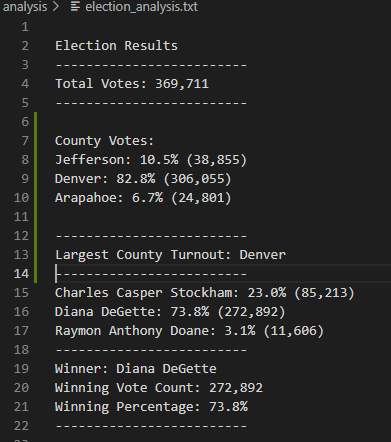 analysis > election_analysis.txt
1
2 Election Results
3 -------------------------
4 Total Votes: 369,711
5 -------------------------
6
7 County Votes:
8 Jefferson: 10.5% (38,855)
9 Denver: 82.8% (306,055)
10 Arapahoe: 6.7% (24,801)
11
12 -------------------------
13 Largest County Turnout: Denver
14 -------------------------
15 Charles Casper Stockham: 23.0% (85,213)
16 Diana DeGette: 73.8% (272,892)
17 Raymon Anthony Doane: 3.1% (11,606)
18 -------------------------
19 Winner: Diana DeGette
20 Winning Vote Count: 272,892
21 Winning Percentage: 73.8%
22 -------------------------